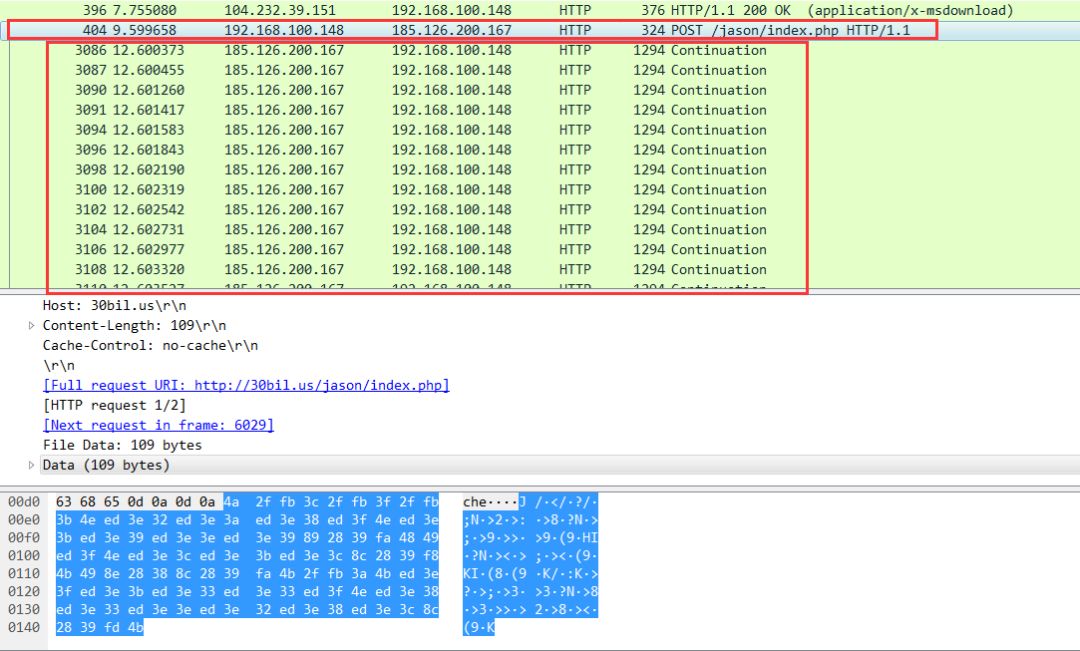 396 7.755080 104.232.39.151 192.168.100.148 HTTP 376 HTTP/1.1 200 OK (application/x-msdownload)
404 9.599658 192.168.100.148 185.126.200.167 HTTP 324 POST /jason/index.php HTTP/1.1
3086 12.600373 185.126.200.167 192.168.100.148 HTTP 1294 Continuation
3087 12.600455 185.126.200.167 192.168.100.148 HTTP 1294 Continuation
3090 12.601260 185.126.200.167 192.168.100.148 HTTP 1294 Continuation
3091 12.601417 185.126.200.167 192.168.100.148 HTTP 1294 Continuation
3094 12.601583 185.126.200.167 192.168.100.148 HTTP 1294 Continuation
3096 12.601843 185.126.200.167 192.168.100.148 HTTP 1294 Continuation
3098 12.602190 185.126.200.167 192.168.100.148 HTTP 1294 Continuation
3100 12.602319 185.126.200.167 192.168.100.148 HTTP 1294 Continuation
3102 12.602542 185.126.200.167 192.168.100.148 HTTP 1294 Continuation
3104 12.602731 185.126.200.167 192.168.100.148 HTTP 1294 Continuation
3106 12.602977 185.126.200.167 192.168.100.148 HTTP 1294 Continuation
3108 12.603320 185.126.200.167 192.168.100.148 HTTP 1294 Continuation
3110 12.603527 185.126.200.167 192.168.100.148 HTTP 1294 Continuation
Host: 30bil.us\r\n
Content-Length: 109\r\n
Cache-Control: no-cache\r\n
\r\n
[Full request URI: http://30bil.us/jason/index.php]
[HTTP request 1/2]
[Next request in frame: 6029]
File Data: 109 bytes
Data (109 bytes)
00d0 63 68 65 0d 0a 0d 0a 4a 2f fb 3c 2f fb 3f 2f fb che....J /.</.?/.
00e0 3b 4e ed 3e 32 ed 3e 3a ed 3e 38 ed 3f 4e ed 3e ;N.>2.>: .>8.?N.>
00f0 3b ed 3e 39 ed 3e 3e ed 3e 39 89 28 39 fa 48 49 ;.>9.>>. >9.(9.HI
0100 ed 3f 4e ed 3e 3c ed 3e 3b ed 3e 3c 8c 28 39 f8 .?N.><.> ;.><.(9.
0110 4b 49 8e 28 38 8c 28 39 fa 4b 2f fb 3a 4b ed 3e KI.(8.(9 .K/.:K.>
0120 3f ed 3e 3b ed 3e 33 ed 3e 33 ed 3f 4e ed 3e 38 ?.>;.>3. >3.?N.>8
0130 ed 3e 33 ed 3e 3e ed 3e 32 ed 3e 38 ed 3e 3c 8c .>3.>>.> 2.>8.><.
0140 28 39 fd 4b (9.K